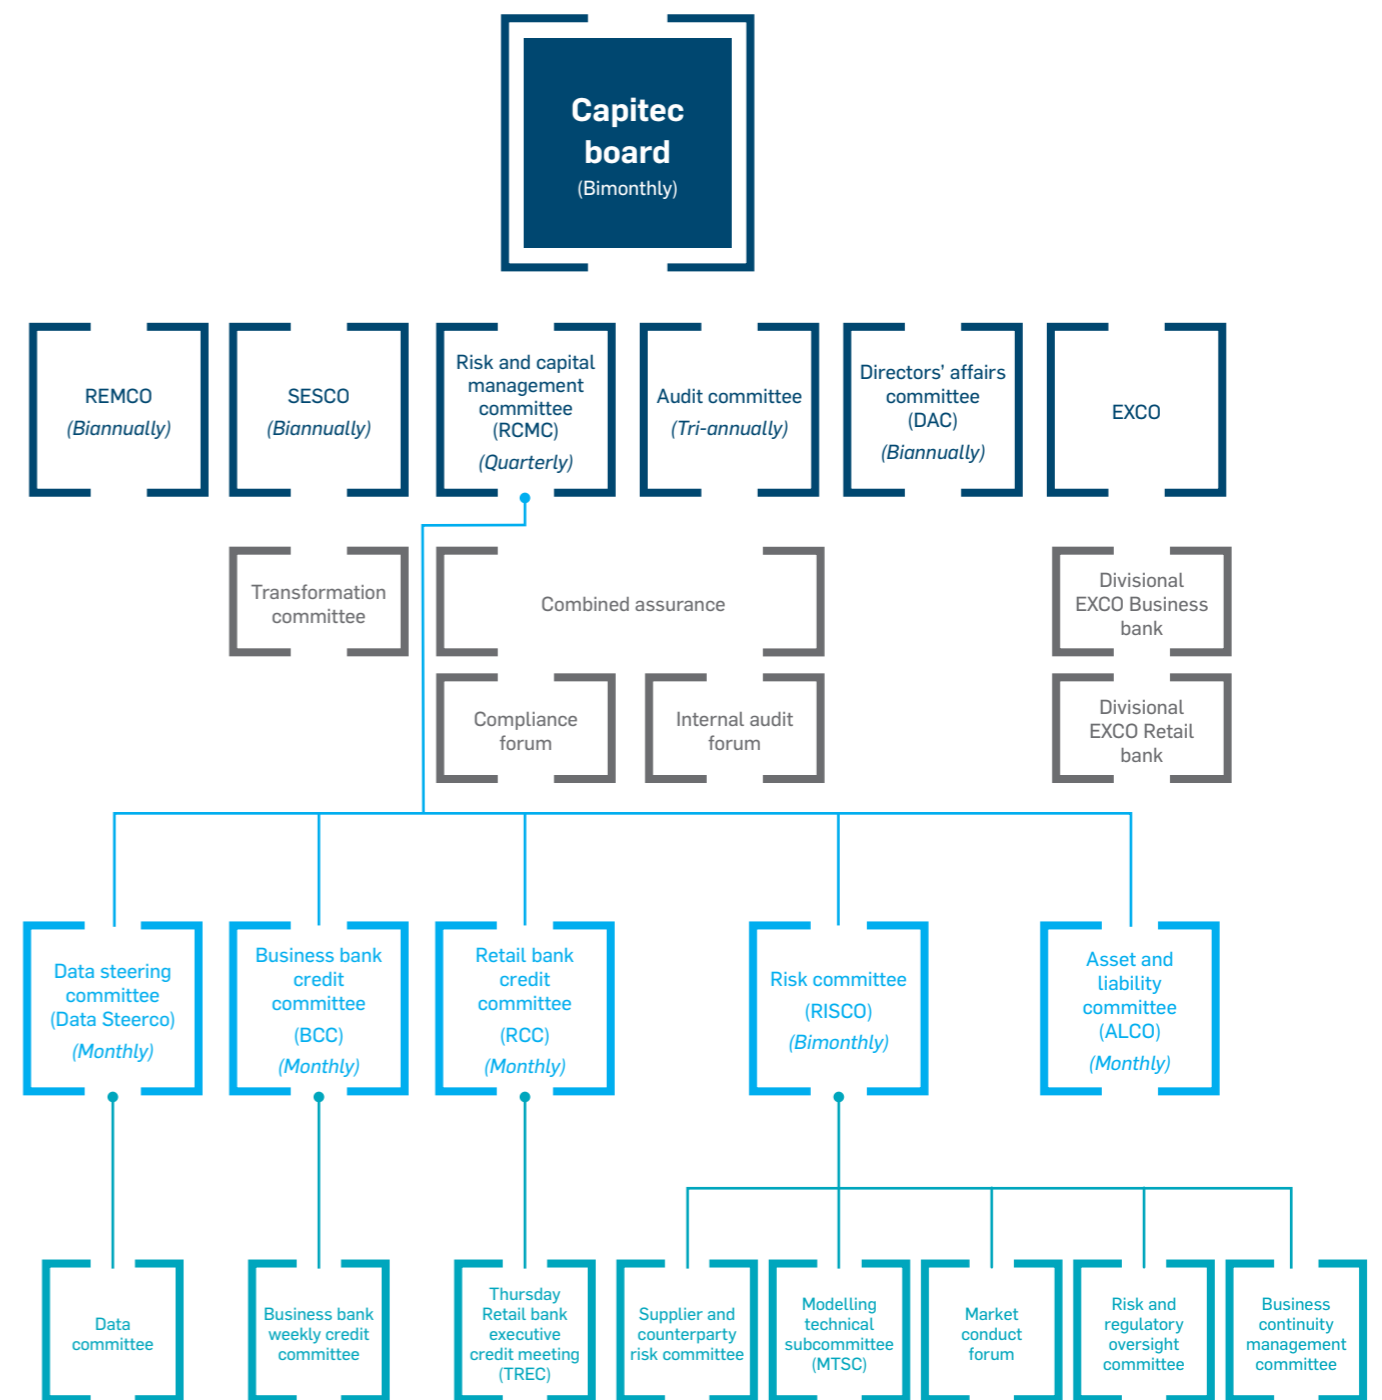 Capitec
board
(Bimonthly)
REMCO
(Biannually)
SESCO
(Biannually)
Risk and capital
management
committee
(RCMC)
(Quarterly)
Audit committee
(Tri-annually)
Directors’ affairs
committee
(DAC)
(Biannually)
EXCO
Transformation
committee
Combined assurance
Divisional
EXCO Business
bank
Compliance
forum
Internal audit
forum
Divisional
EXCO Retail
bank
Data steering
committee
(Data Steerco)
(Monthly)
Business bank
credit
committee
(BCC)
(Monthly)
Retail bank
credit
committee
(RCC)
(Monthly)
Risk committee
(RISCO)
(Bimonthly)
Asset and
liability
committee
(ALCO)
(Monthly)
Data
committee
Business bank
weekly credit
committee
Thursday
Retail bank
executive
credit meeting
(TREC)
Supplier and
counterparty
risk committee
Modelling
technical
subcommittee
(MTSC)
Market
conduct
forum
Risk and
regulatory
oversight
committee
Business
continuity
management
committee